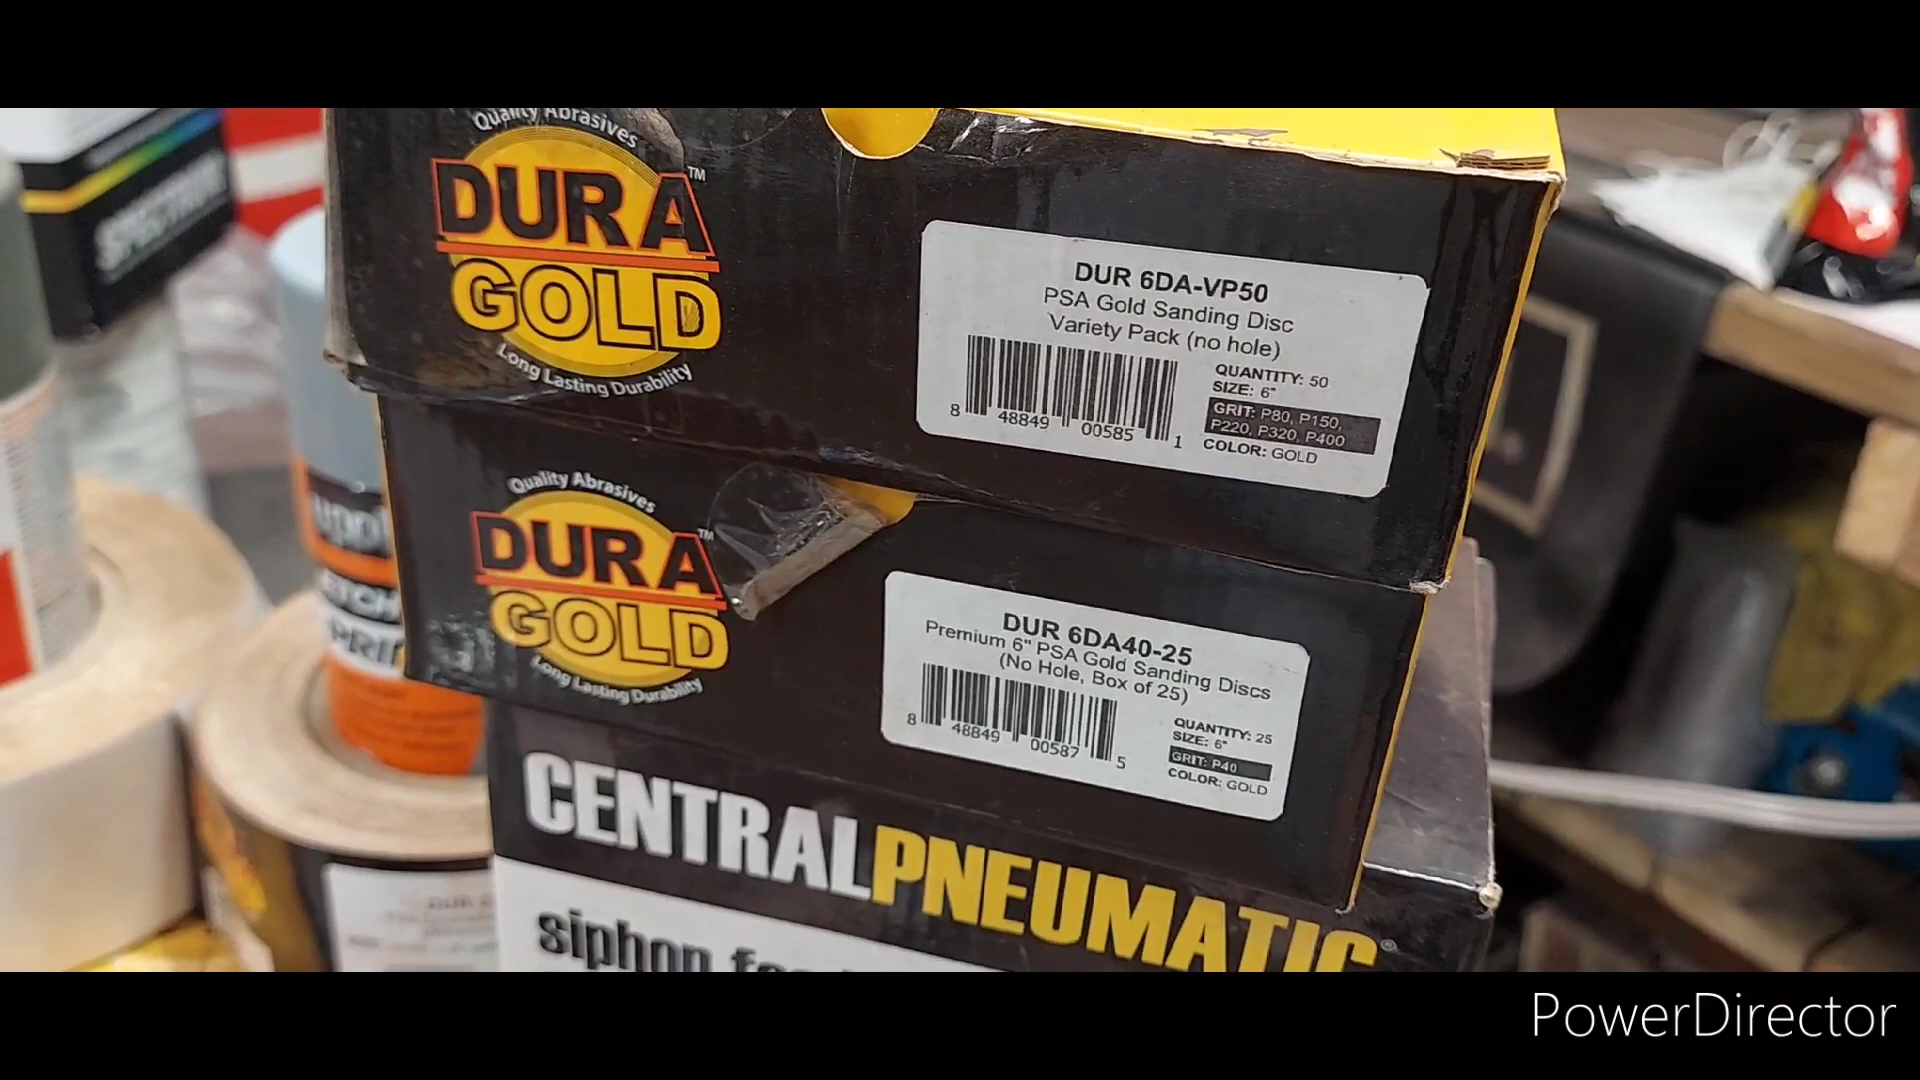 Quality Abrasives
DURA
GOLD
™
Long Lasting Durability
DUR 6DA-VP50
PSA Gold Sanding Disc
Variety Pack (no hole)
8 48849 00585 1
QUANTITY: 50
SIZE: 6"
GRIT: P80, P150,
P220, P320, P400
COLOR: GOLD
Quality Abrasives
DURA
GOLD
™
Long Lasting Durability
DUR 6DA40-25
Premium 6" PSA Gold Sanding Discs
(No Hole, Box of 25)
8 48849 00587 5
QUANTITY: 25
SIZE: 6"
GRIT: P40
COLOR: GOLD
CENTRALPNEUMATIC®
siphon
PowerDirector